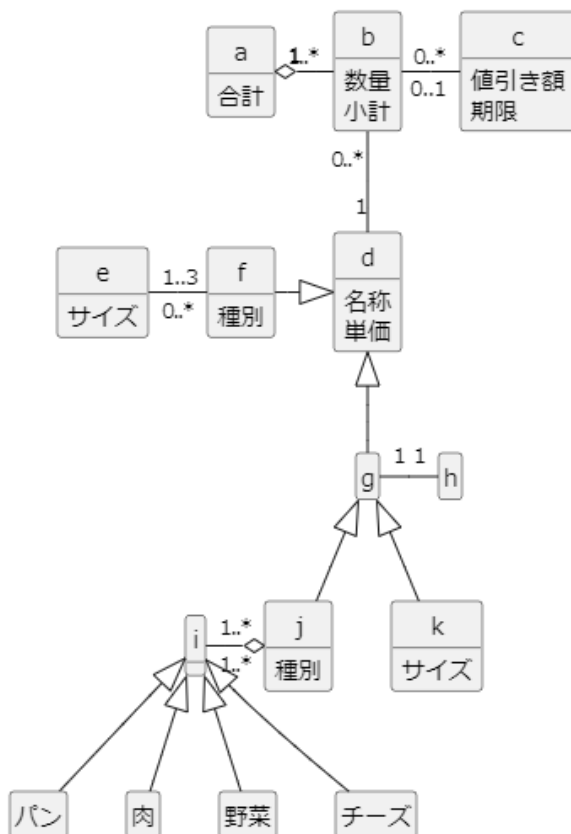 a
合計
1..*
b
数量
小計
0..*
0..1
c
値引き額
期限
0..*
1
e
サイズ
1..3
0..*
f
種別
d
名称
単価
g
1 1
h
i
1..*
1..*
j
種別
k
サイズ
パン
肉
野菜
チーズ